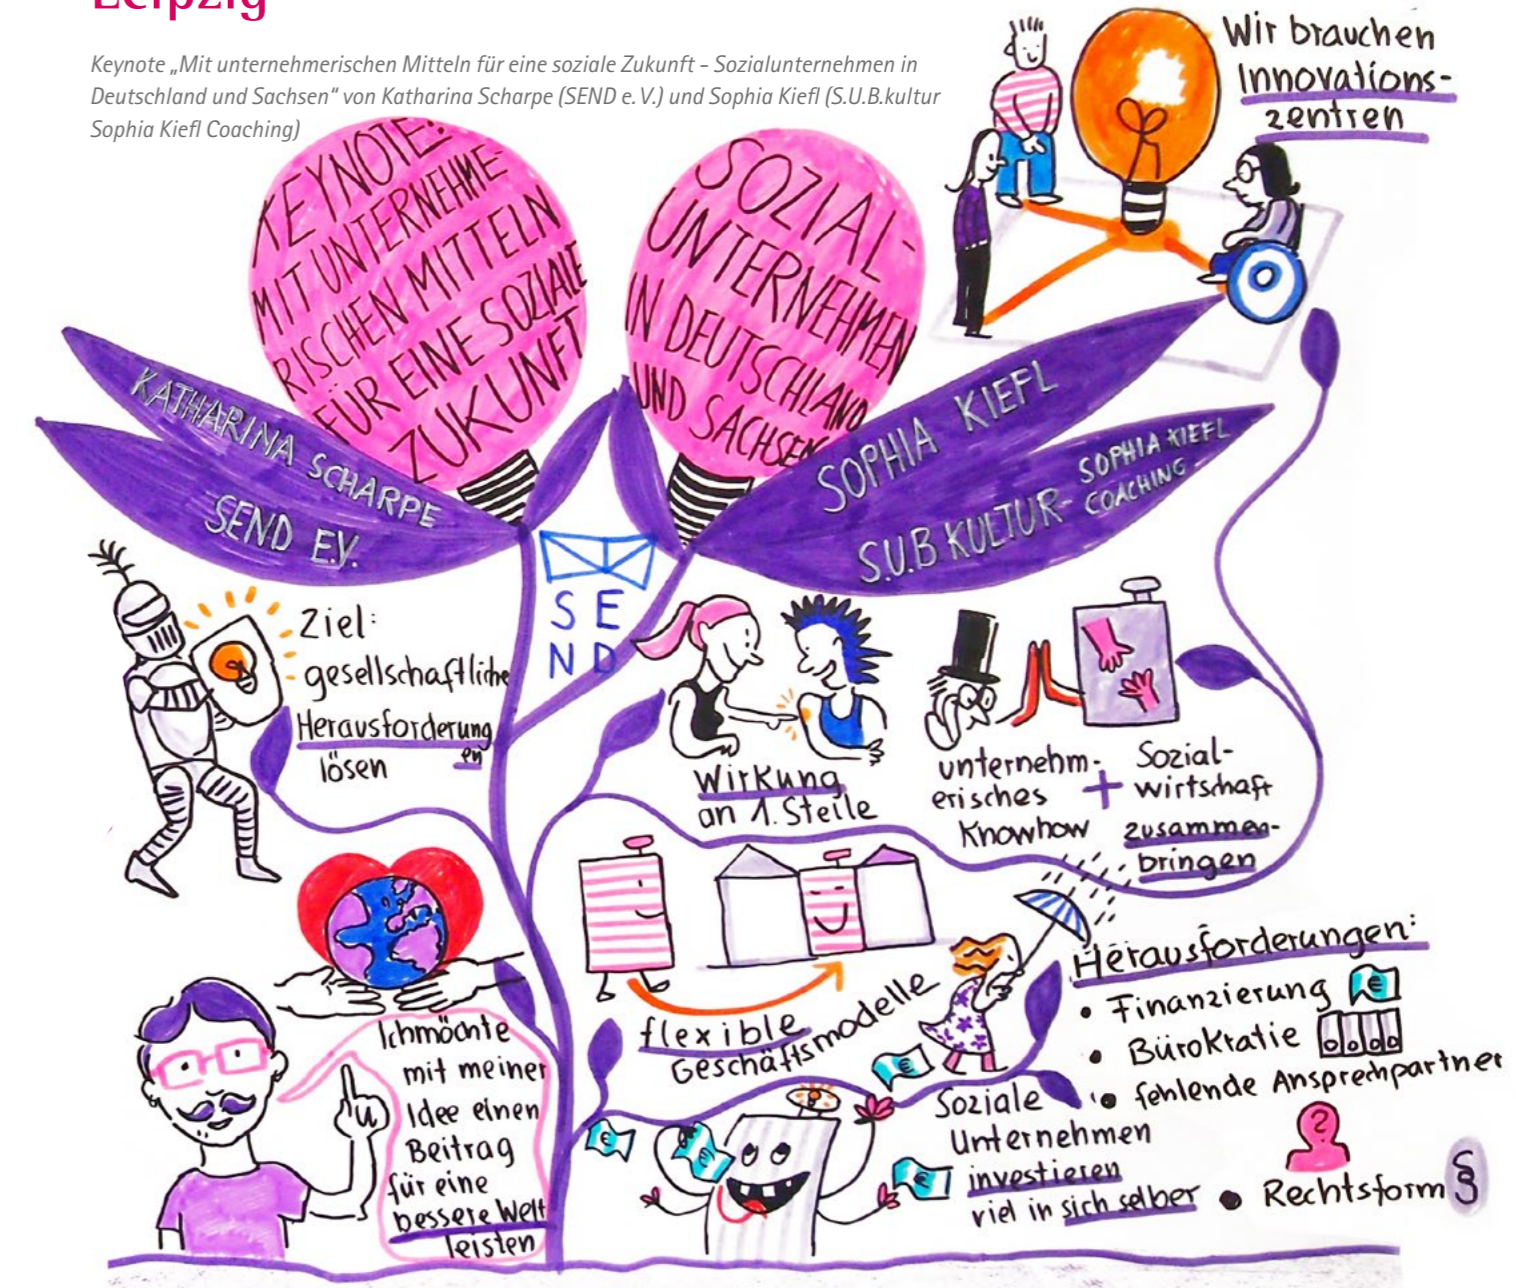 Leipzig
Keynote „Mit unternehmerischen Mitteln für eine soziale Zukunft – Sozialunternehmen in
Deutschland und Sachsen“ von Katharina Scharpe (SEND e. V.) und Sophia Kiefl (S.U.B.kultur
Sophia Kiefl Coaching)
KEYNOTE:
MIT UNTERNEHME-
RISCHEN MITTELN
FÜR EINE SOZIALE
ZUKUNFT
SOZIAL-
UNTERNEHMEN
IN DEUTSCHLAND
UND SACHSEN
Wir brauchen
Innovations-
zentren
KATHARINA SCHARPE
SEND E.V.
SOPHIA KIEFL
S.U.B KULTUR-
SOPHIA KIEFL
COACHING
S E
N D
Ziel:
gesellschaftliche
Herausforderung
en
lösen
Wirkung
an 1. Stelle
unternehm-
erisches
Knowhow
+
Sozial-
wirtschaft
zusammen-
bringen
flexible
Geschäftsmodelle
Ich möchte
mit meiner
Idee einen
Beitrag
für eine
bessere Welt
leisten
Soziale
Unternehmen
investieren
viel in sich selber
Herausforderungen:
• Finanzierung €
• Bürokratie
• fehlende Ansprechpartner
?
• Rechtsform §
€
€
€
€